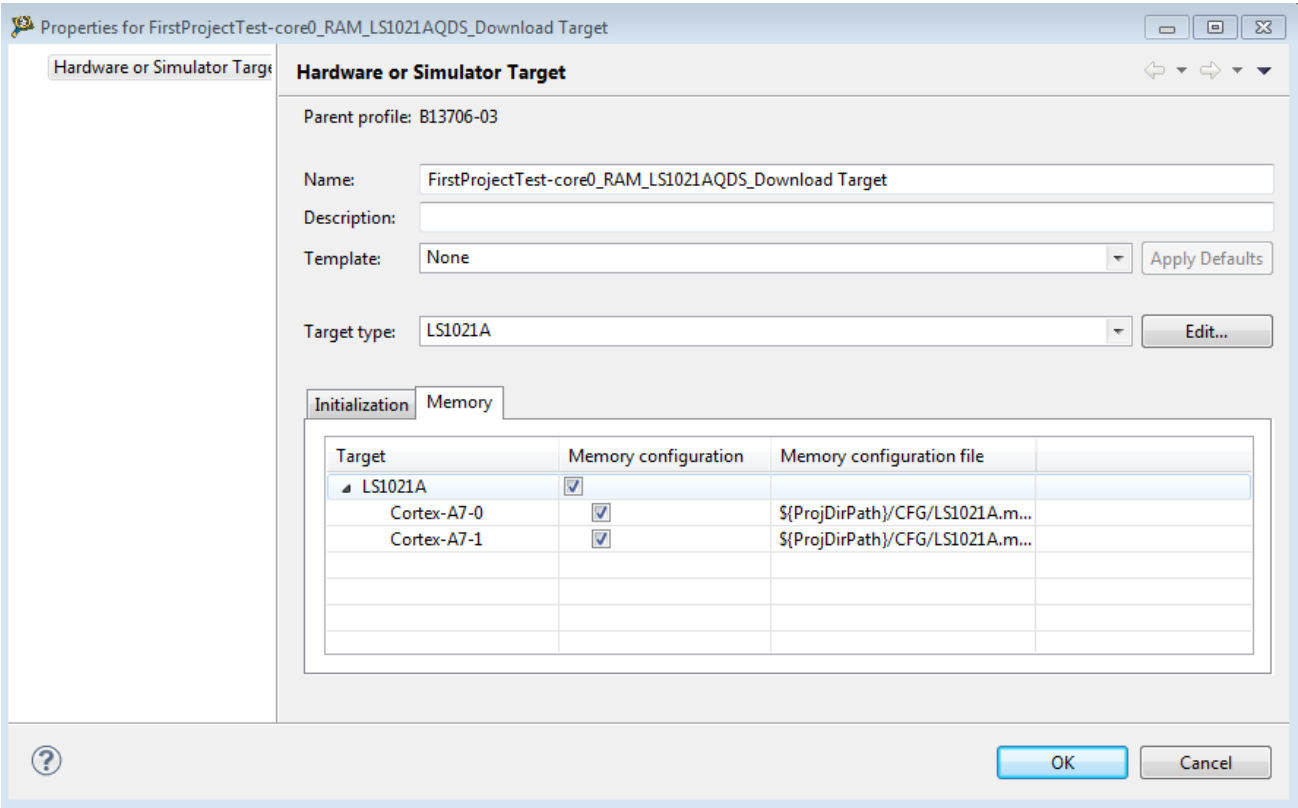 Properties for FirstProjectTest-core0_RAM_LS1021AQDS_Download Target
Hardware or Simulator Targe
Hardware or Simulator Target
Parent profile: B13706-03
Name: FirstProjectTest-core0_RAM_LS1021AQDS_Download Target
Description:
Template: None Apply Defaults
Target type: LS1021A Edit...
Initialization Memory
Target Memory configuration Memory configuration file
LS1021A
Cortex-A7-0 ${ProjDirPath}/CFG/LS1021A.m...
Cortex-A7-1 ${ProjDirPath}/CFG/LS1021A.m...
? OK Cancel